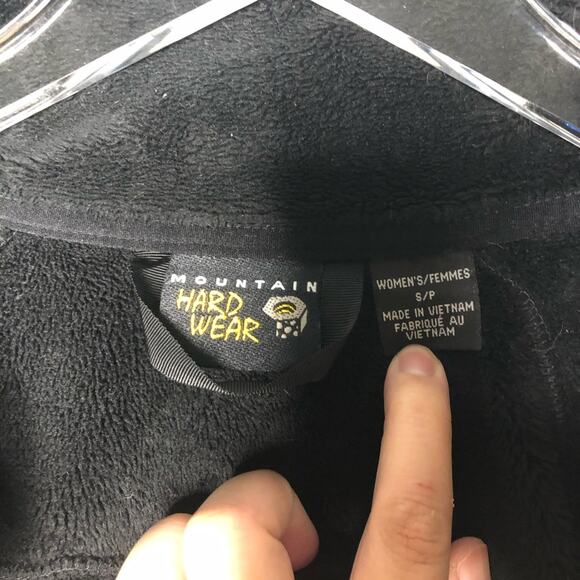 MOUNTAIN
HARD
WEAR
WOMEN'S/FEMMES
S/P
MADE IN VIETNAM
FABRIQUÉ AU
VIETNAM